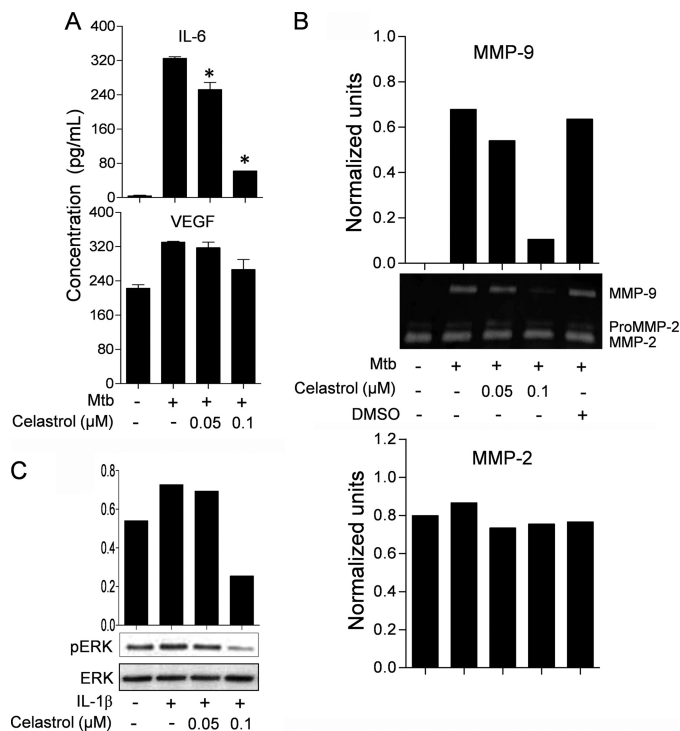 A
IL-6
400
320
240
160
80
0
*
*
Concentration (pg/mL)
VEGF
400
320
240
160
80
0
Mtb - + + +
Celastrol (µM) - - 0.05 0.1
B
MMP-9
Normalized units
1.0
0.8
0.6
0.4
0.2
0.0
MMP-9
ProMMP-2
MMP-2
Mtb - + + + +
Celastrol (µM) - - 0.05 0.1 -
DMSO - - - - +
MMP-2
Normalized units
1.0
0.8
0.6
0.4
0.2
0.0
C
0.8
0.6
0.4
0.2
0.0
pERK
ERK
IL-1β - + + +
Celastrol (µM) - - 0.05 0.1